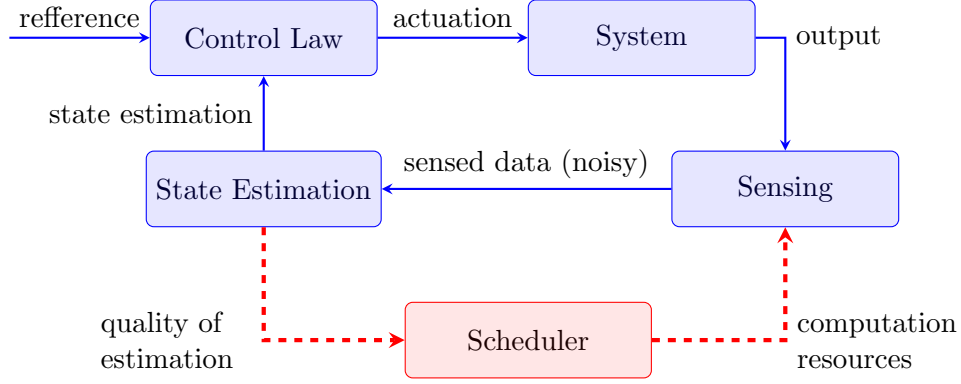 refference
actuation
Control Law
System
output
state estimation
sensed data (noisy)
State Estimation
Sensing
quality of
estimation
Scheduler
computation
resources